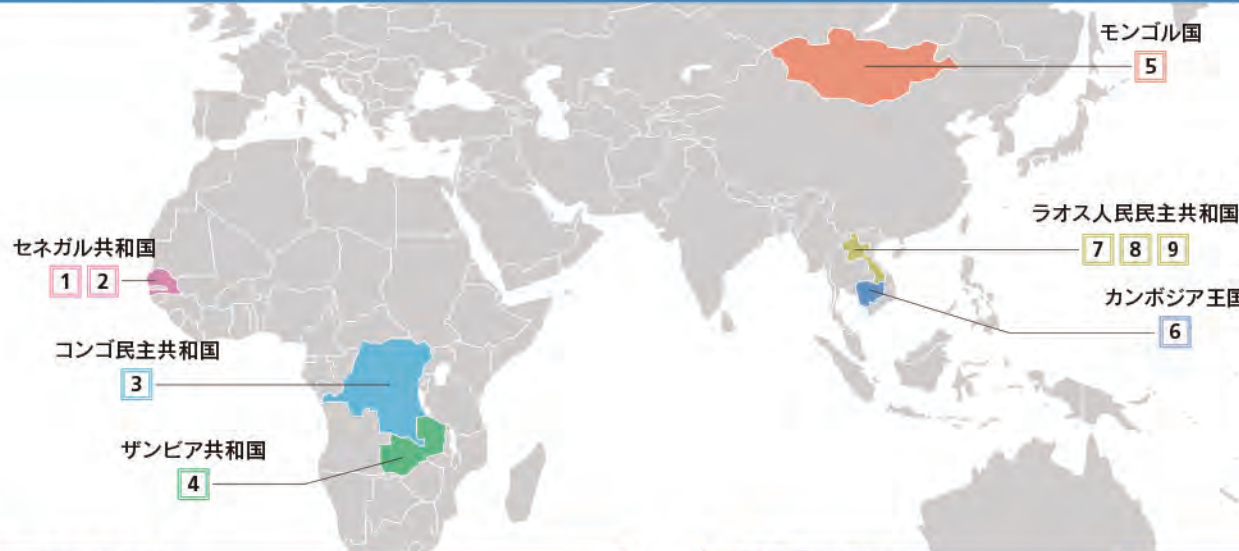 モンゴル国
5
ラオス人民民主共和国
7 8 9
カンボジア王国
6
セネガル共和国
1 2
コンゴ民主共和国
3
ザンビア共和国
4